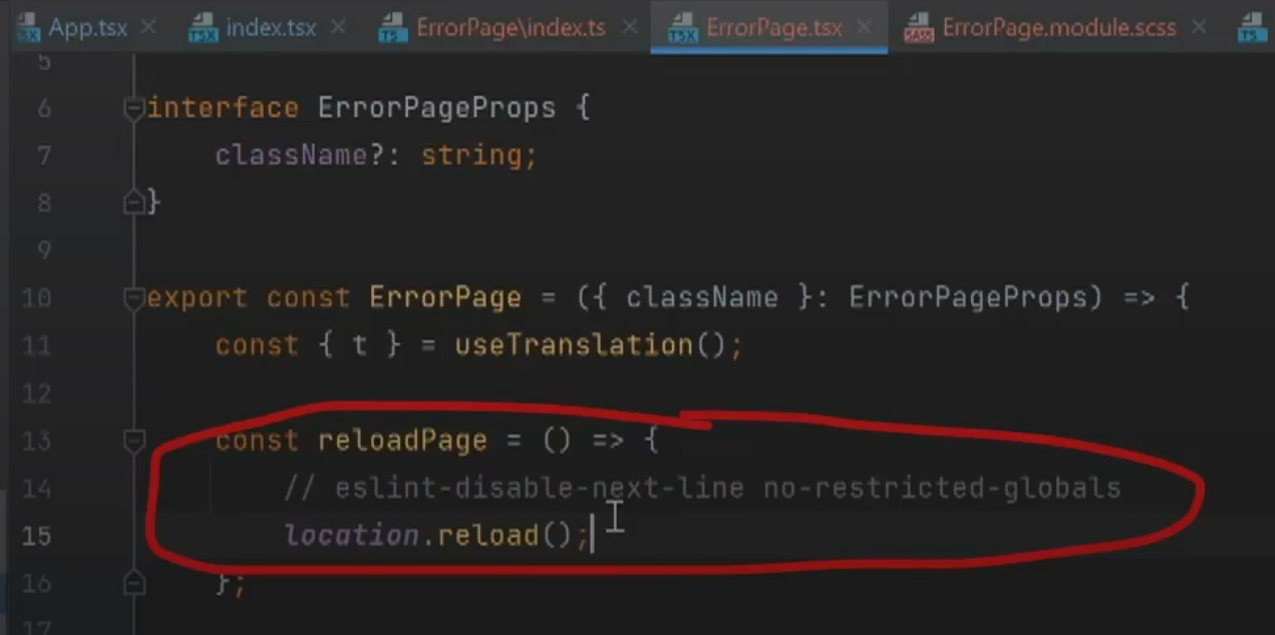 App.tsx index.tsx ErrorPage\index.ts ErrorPage.tsx ErrorPage.module.scss
5
6 interface ErrorPageProps {
7 className?: string;
8 }
9
10 export const ErrorPage = ({ className }: ErrorPageProps) => {
11 const { t } = useTranslation();
12
13 const reloadPage = () => {
14 // eslint-disable-next-line no-restricted-globals
15 location.reload();
16 };
17